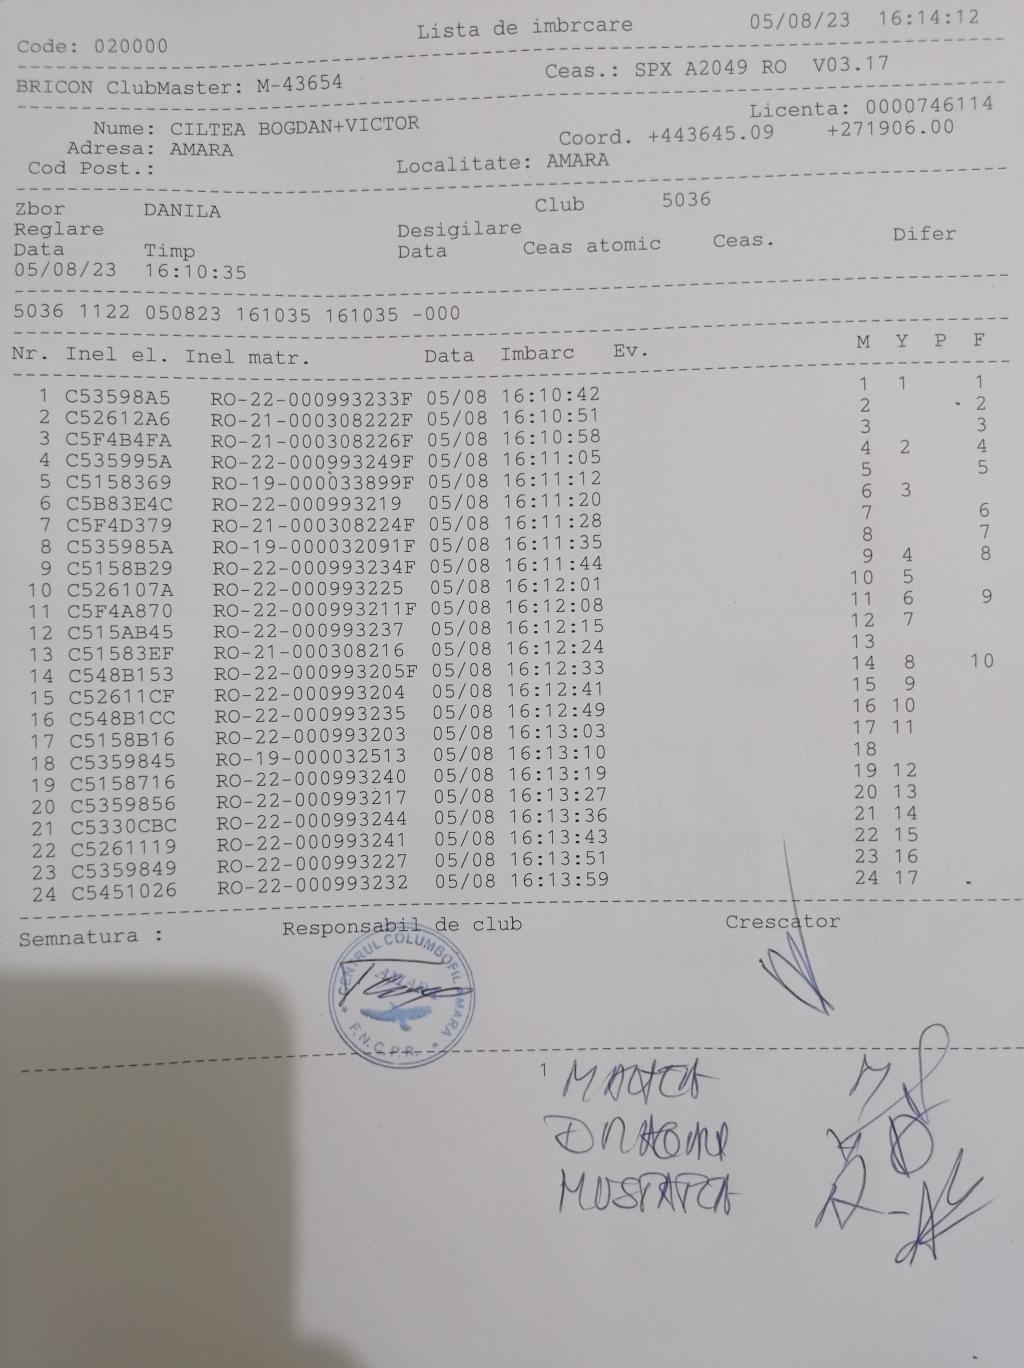 Lista de imbrcare 05/08/23 16:14:12
Code: 020000
BRICON ClubMaster: M-43654 Ceas.: SPX A2049 RO V03.17
Licenta: 0000746114
Nume: CILTEA BOGDAN+VICTOR Coord. +443645.09 +271906.00
Adresa: AMARA
Cod Post.: Localitate: AMARA
Zbor DANILA Club 5036
Reglare Desigilare
Data Timp Data Ceas atomic Ceas. Difer
05/08/23 16:10:35
5036 1122 050823 161035 161035 -000
Nr. Inel el. Inel matr. Data Imbarc Ev. M Y P F
1 C53598A5 RO-22-000993233F 05/08 16:10:42 1 1 1
2 C52612A6 RO-21-000308222F 05/08 16:10:51 2 2
3 C5F4B4FA RO-21-000308226F 05/08 16:10:58 3 3
4 C535995A RO-22-000993249F 05/08 16:11:05 4 2 4
5 C5158369 RO-19-000033899F 05/08 16:11:12 5 5
6 C5B83E4C RO-22-000993219 05/08 16:11:20 6 3
7 C5F4D379 RO-21-000308224F 05/08 16:11:28 7 6
8 C535985A RO-19-000032091F 05/08 16:11:35 8 7
9 C5158B29 RO-22-000993234F 05/08 16:11:44 9 4 8
10 C526107A RO-22-000993225 05/08 16:12:01 10 5
11 C5F4A870 RO-22-000993211F 05/08 16:12:08 11 6 9
12 C515AB45 RO-22-000993237 05/08 16:12:15 12 7
13 C51583EF RO-21-000308216 05/08 16:12:24 13
14 C548B153 RO-22-000993205F 05/08 16:12:33 14 8 10
15 C52611CF RO-22-000993204 05/08 16:12:41 15 9
16 C548B1CC RO-22-000993235 05/08 16:12:49 16 10
17 C5158B16 RO-22-000993203 05/08 16:13:03 17 11
18 C5359845 RO-19-000032513 05/08 16:13:10 18
19 C5158716 RO-22-000993240 05/08 16:13:19 19 12
20 C5359856 RO-22-000993217 05/08 16:13:27 20 13
21 C5330CBC RO-22-000993244 05/08 16:13:36 21 14
22 C5261119 RO-22-000993241 05/08 16:13:43 22 15
23 C5359849 RO-22-000993227 05/08 16:13:51 23 16
24 C5451026 RO-22-000993232 05/08 16:13:59 24 17
Semnatura : Responsabil de club Crescator
CENTRUL COLUMBOFIL AMARA
AMARA
F.N.C.P.R.
1